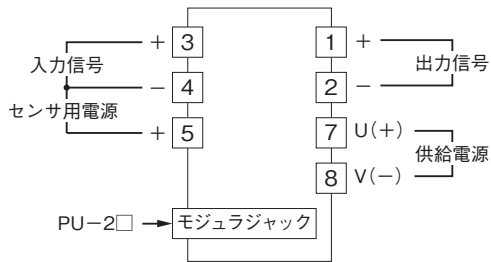 + 3
入力信号
− 4
センサ用電源
+ 5
1 +
出力信号
2 −
7 U(+)
供給電源
8 V(−)
PU−2□ モジュラジャック